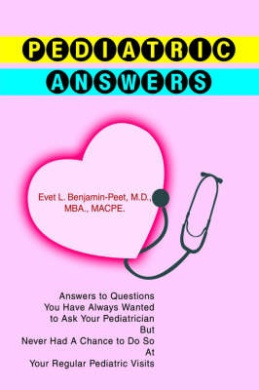 PEDIATRIC
ANSWERS
Evet L. Benjamin-Peet, M.D.,
MBA., MACPE.
Answers to Questions
You Have Always Wanted
to Ask Your Pediatrician
But
Never Had A Chance to Do So
At
Your Regular Pediatric Visits